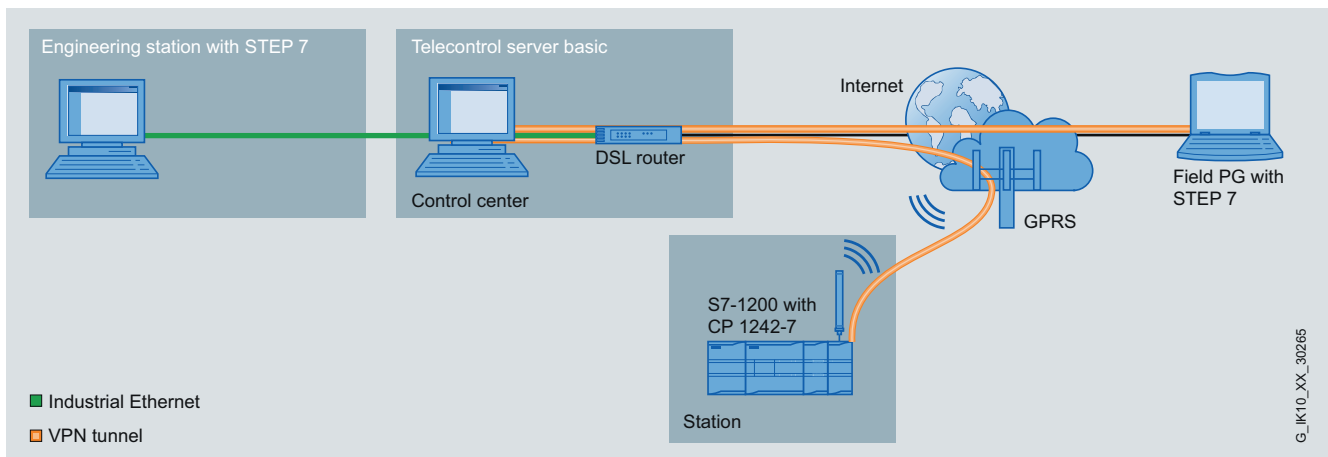 Engineering station with STEP 7
Telecontrol server basic
Internet
DSL router
Control center
Field PG with
STEP 7
GPRS
S7-1200 with
CP 1242-7
Station
Industrial Ethernet
VPN tunnel
G_IK10_XX_30265